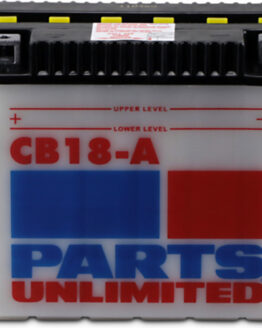 UPPER LEVEL
+ -
LOWER LEVEL
CB18-A
PARTS
UNLIMITED